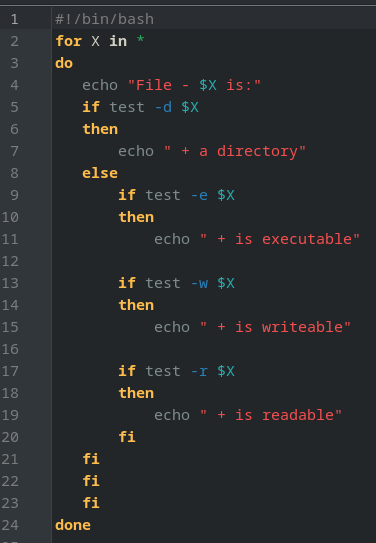 1 #!/bin/bash
2 for X in *
3 do
4    echo "File - $X is:"
5    if test -d $X
6    then
7        echo " + a directory"
8    else
9        if test -e $X
10        then
11            echo " + is executable"
12
13        if test -w $X
14        then
15            echo " + is writeable"
16
17        if test -r $X
18        then
19            echo " + is readable"
20        fi
21    fi
22    fi
23    fi
24 done